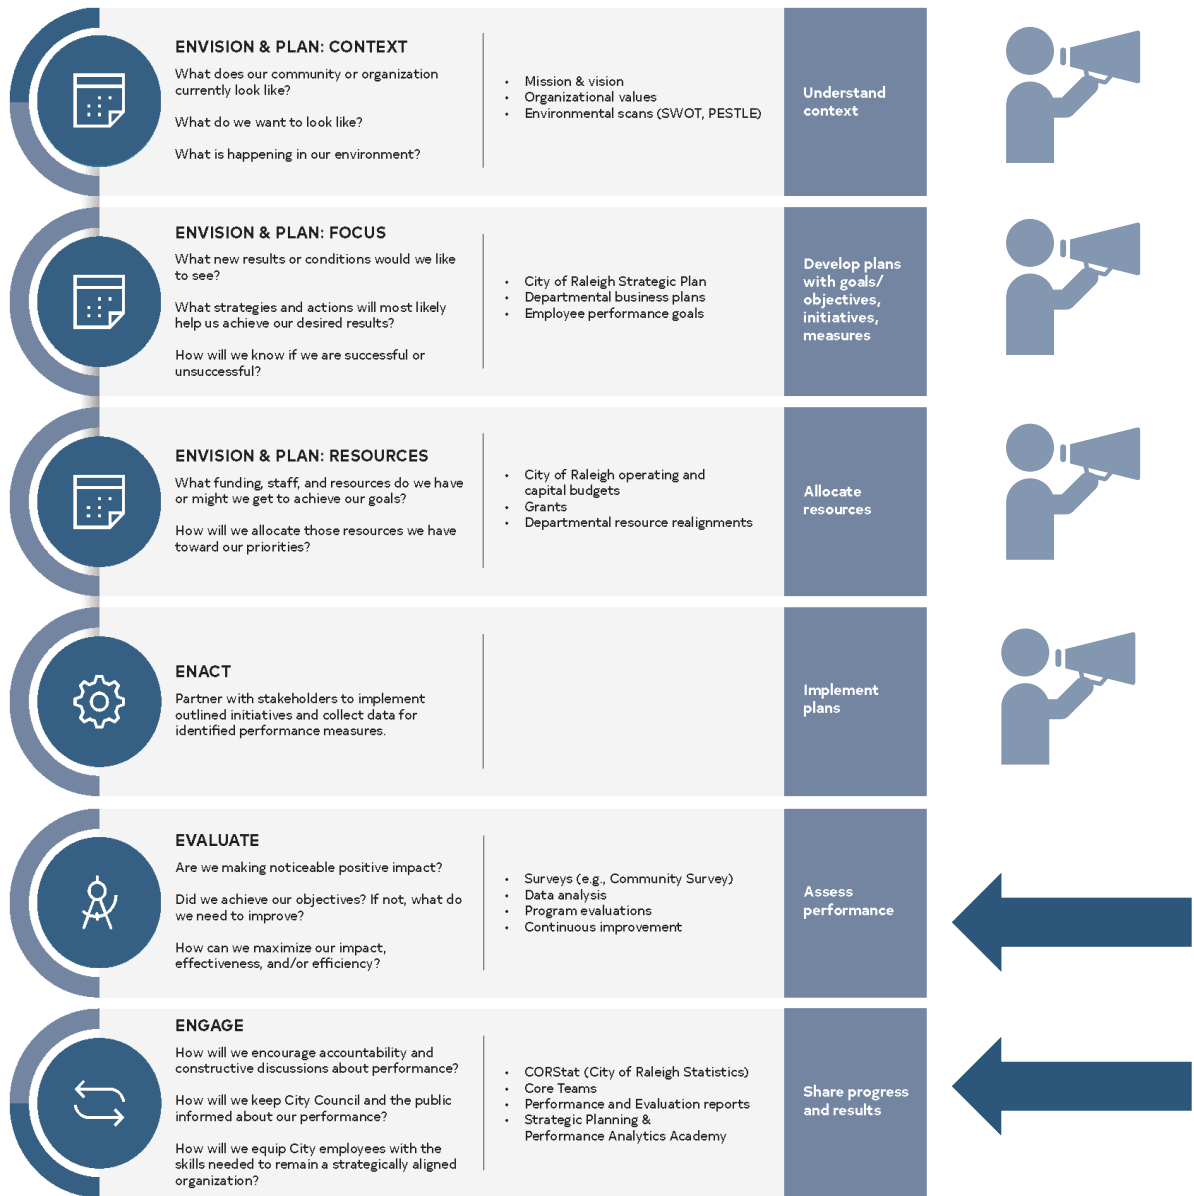 ENVISION & PLAN: CONTEXT
What does our community or organization
currently look like?
What do we want to look like?
What is happening in our environment?
• Mission & vision
• Organizational values
• Environmental scans (SWOT, PESTLE)
Understand
context
ENVISION & PLAN: FOCUS
What new results or conditions would we like
to see?
What strategies and actions will most likely
help us achieve our desired results?
How will we know if we are successful or
unsuccessful?
• City of Raleigh Strategic Plan
• Departmental business plans
• Employee performance goals
Develop plans
with goals/
objectives,
initiatives,
measures
ENVISION & PLAN: RESOURCES
What funding, staff, and resources do we have
or might we get to achieve our goals?
How will we allocate those resources we have
toward our priorities?
• City of Raleigh operating and
capital budgets
• Grants
• Departmental resource realignments
Allocate
resources
ENACT
Partner with stakeholders to implement
outlined initiatives and collect data for
identified performance measures.
Implement
plans
EVALUATE
Are we making noticeable positive impact?
Did we achieve our objectives? If not, what do
we need to improve?
How can we maximize our impact,
effectiveness, and/or efficiency?
• Surveys (e.g., Community Survey)
• Data analysis
• Program evaluations
• Continuous improvement
Assess
performance
ENGAGE
How will we encourage accountability and
constructive discussions about performance?
How will we keep City Council and the public
informed about our performance?
How will we equip City employees with the
skills needed to remain a strategically aligned
organization?
• CORStat (City of Raleigh Statistics)
• Core Teams
• Performance and Evaluation reports
• Strategic Planning &
Performance Analytics Academy
Share progress
and results